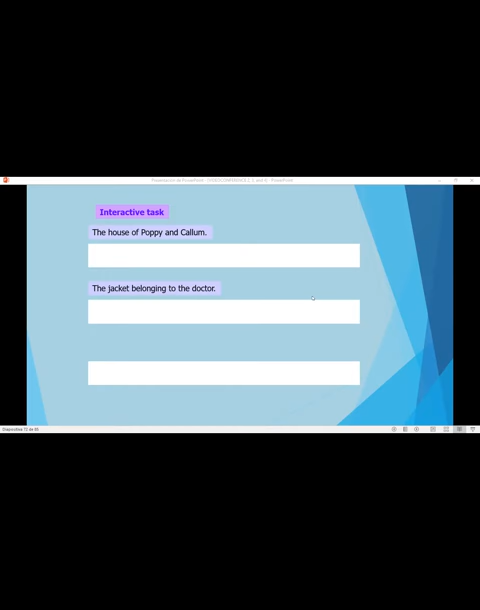 Interactive task
The house of Poppy and Callum.
The jacket belonging to the doctor.